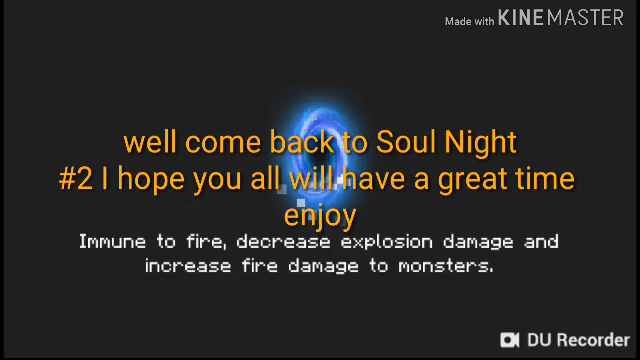 Made with KINEMASTER
well come back to Soul Night
#2 I hope you all will have a great time
enjoy
Immune to fire, decrease explosion damage and
increase fire damage to monsters.
DU Recorder